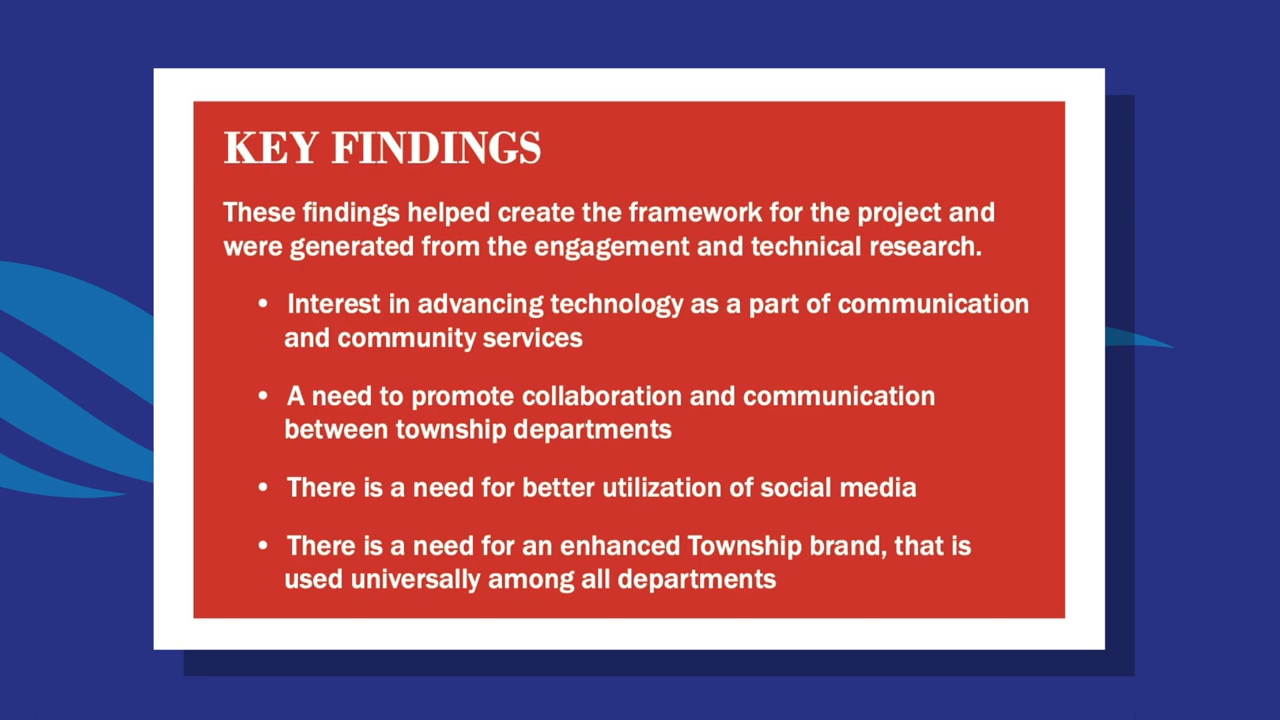 KEY FINDINGS
These findings helped create the framework for the project and
were generated from the engagement and technical research.
• Interest in advancing technology as a part of communication
and community services
• A need to promote collaboration and communication
between township departments
• There is a need for better utilization of social media
• There is a need for an enhanced Township brand, that is
used universally among all departments